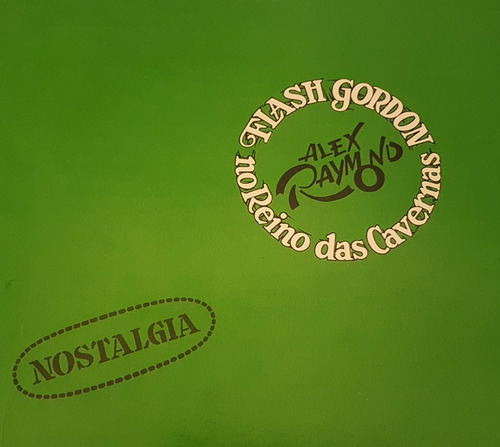 FLASH GORDON
no Reino das Cavernas
ALEX
RAYMOND
NOSTALGIA